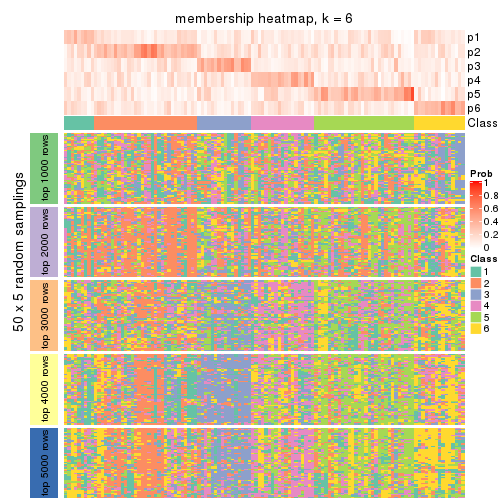 membership heatmap, k = 6
p1
p2
p3
p4
p5
p6
Class
50 x 5 random samplings
top 1000 rows
top 2000 rows
top 3000 rows
top 4000 rows
top 5000 rows
Prob
1
0.8
0.6
0.4
0.2
0
Class
1
2
3
4
5
6